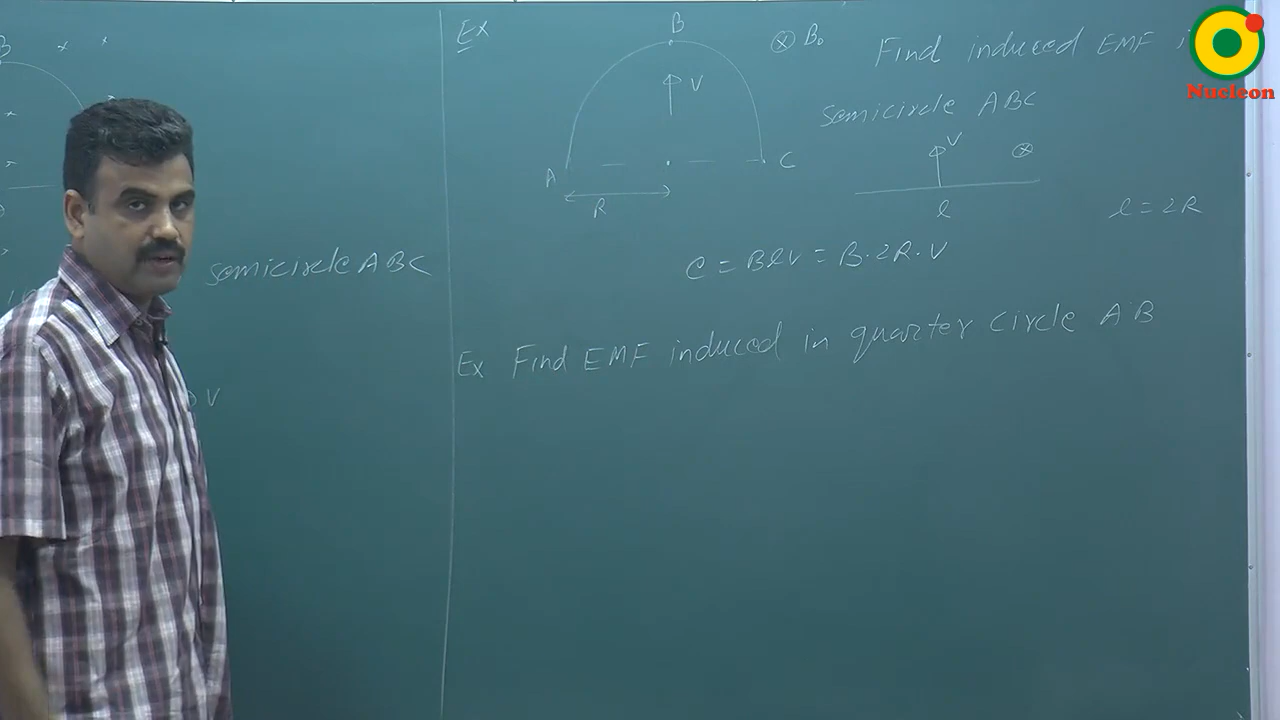 B x x
semicircle ABC
V
Ex
B
⊗ B₀
Find induced EMF
V
semicircle ABC
V ⊗
A C
R
l
l = 2R
e = Blv = B·2R·V
Ex Find EMF induced in quarter circle AB
Nucleon